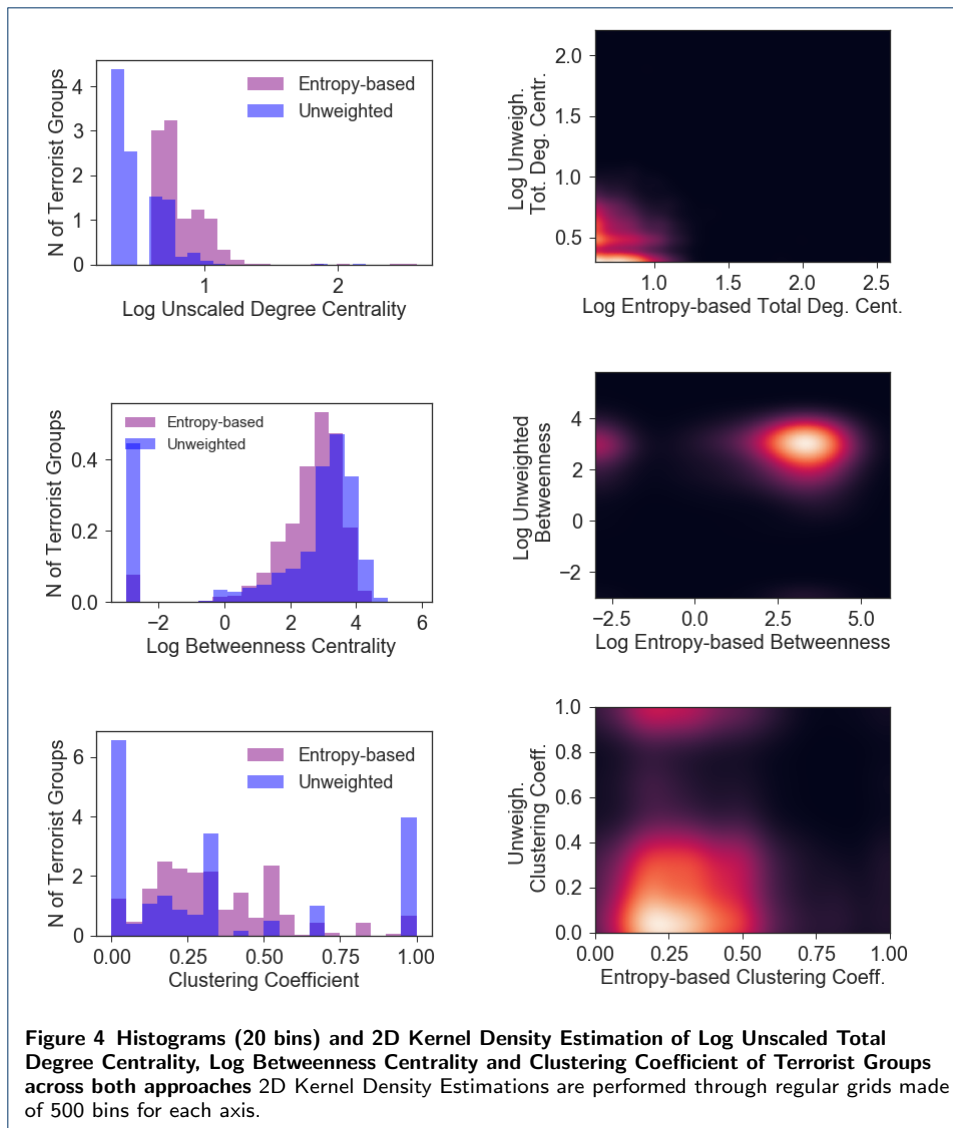 Entropy-based
Unweighted
N of Terrorist Groups
4
3
2
1
0
1
2
Log Unscaled Degree Centrality
Log Unweigh.
Tot. Deg. Centr.
2.0
1.5
1.0
0.5
1.0
1.5
2.0
2.5
Log Entropy-based Total Deg. Cent.
Entropy-based
Unweighted
N of Terrorist Groups
0.4
0.2
0.0
−2
0
2
4
6
Log Betweenness Centrality
Log Unweighted
Betweenness
4
2
0
−2
−2.5
0.0
2.5
5.0
Log Entropy-based Betweenness
Entropy-based
Unweighted
N of Terrorist Groups
6
4
2
0
0.00
0.25
0.50
0.75
1.00
Clustering Coefficient
Unweigh.
Clustering Coeff.
1.0
0.8
0.6
0.4
0.2
0.0
0.00
0.25
0.50
0.75
1.00
Entropy-based Clustering Coeff.
Figure 4 Histograms (20 bins) and 2D Kernel Density Estimation of Log Unscaled Total
Degree Centrality, Log Betweenness Centrality and Clustering Coefficient of Terrorist Groups
across both approaches 2D Kernel Density Estimations are performed through regular grids made
of 500 bins for each axis.